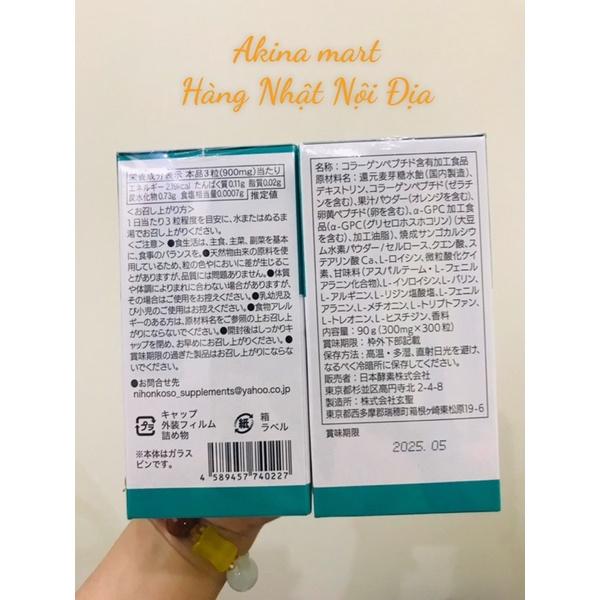 Akina mart
Hàng Nhật Nội Địa
栄養成分表示 本品3粒(900mg)当たり
エネルギー 2.19kcal たんぱく質0.11g 脂質0.02g
炭水化物0.73g 食塩相当量0.0007g 推定値
<お召し上がり方>
1日当たり3粒程度を目安に、水またはぬるま
湯でお召し上がりください。
<ご注意> ●食生活は、主食、主菜、副菜を基本
に、食事のバランスを。●天然物由来の原料を使
用しているため、粒の色やにおいに差が生じるこ
とがありますが、品質には問題ありません。●体質
や体調によりまれに合わない場合がありますが、
その場合はご使用をお控えください。●乳幼児及
び小児のご使用はお控えください。●食物アレル
ギーのある方は、原材料名をご参照の上お召し上
がりにならないでください。●開封後はしっかりキ
ャップを閉め、お早めにお召し上がりください。●
賞味期限の過ぎた製品はお召し上がりにならない
でください。
●お問合せ先
nihonkoso_supplements@yahoo.co.jp
プラ
キャップ
外装フィルム
詰め物
紙
箱
ラベル
※本体はガラス
ビンです。
4 589457 740227
名称：コラーゲンペプチド含有加工食品
原材料名：還元麦芽糖水飴(国内製造)、
デキストリン、コラーゲンペプチド(ゼラチン
を含む)、果汁パウダー(オレンジを含む)、
卵黄ペプチド(卵を含む)、α-GPC加工食
品(α-GPC(グリセロホスホコリン)(大豆
を含む)、加工油脂)、焼成サンゴカルシウ
ム水素パウダー/セルロース、クエン酸、ス
テアリン酸Ca、L-ロイシン、微粒酸化ケイ
素、甘味料(アスパルテーム・L-フェニル
アラニン化合物)、L-イソロイシン、L-バリン、
L-アルギニン、L-リジン塩酸塩、L-フェニル
アラニン、L-メチオニン、L-トリプトファン、
L-トレオニン、L-ヒスチジン、香料
内容量：90g(300mg×300粒)
賞味期限：枠外下部記載
保存方法：高温・多湿、直射日光を避け、
なるべく冷暗所に保存してください。
販売者：日本酵素株式会社
東京都杉並区高円寺北2-4-8
製造所：株式会社玄聖
東京都西多摩郡瑞穂町箱根ヶ崎東松原19-6
賞味期限
2025.05